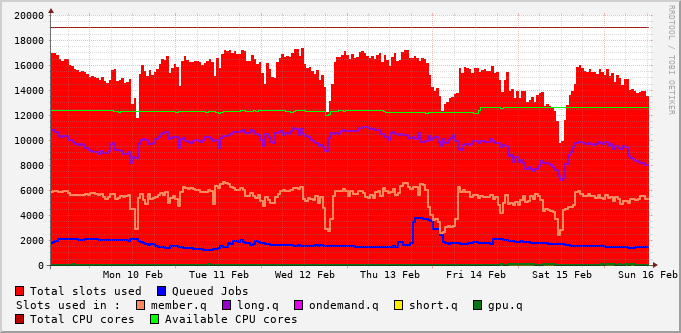 20000
18000
16000
14000
12000
10000
8000
6000
4000
2000
0
Mon 10 Feb Tue 11 Feb Wed 12 Feb Thu 13 Feb Fri 14 Feb Sat 15 Feb Sun 16 Feb
Total slots used Queued Jobs
Slots used in : member.q long.q ondemand.q short.q gpu.q
Total CPU cores Available CPU cores
RRDTOOL / TOBI OETIKER